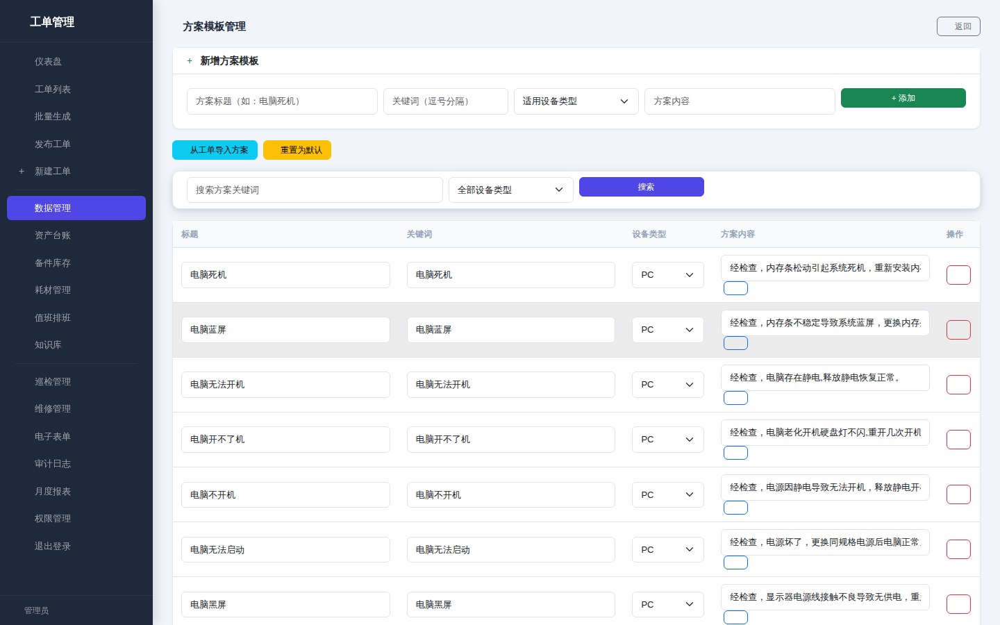 工单管理
仪表盘
工单列表
批量生成
发布工单
+ 新建工单
数据管理
资产台账
备件库存
耗材管理
值班排班
知识库
巡检管理
维修管理
电子表单
审计日志
月度报表
权限管理
退出登录
管理员
方案模板管理
返回
+ 新增方案模板
方案标题（如：电脑死机） 关键词（逗号分隔） 适用设备类型 方案内容 + 添加
从工单导入方案 重置为默认
搜索方案关键词 全部设备类型 搜索
标题 关键词 设备类型 方案内容 操作
电脑死机 电脑死机 PC 经检查，内存条松动引起系统死机，重新安装内
电脑蓝屏 电脑蓝屏 PC 经检查，内存条不稳定导致系统蓝屏，更换内存
电脑无法开机 电脑无法开机 PC 经检查，电脑存在静电,释放静电恢复正常。
电脑开不了机 电脑开不了机 PC 经检查，电脑老化开机硬盘灯不闪,重开几次开机
电脑不开机 电脑不开机 PC 经检查，电源因静电导致无法开机，释放静电开
电脑无法启动 电脑无法启动 PC 经检查，电源坏了，更换同规格电源后电脑正常
电脑黑屏 电脑黑屏 PC 经检查，显示器电源线接触不良导致无供电，重